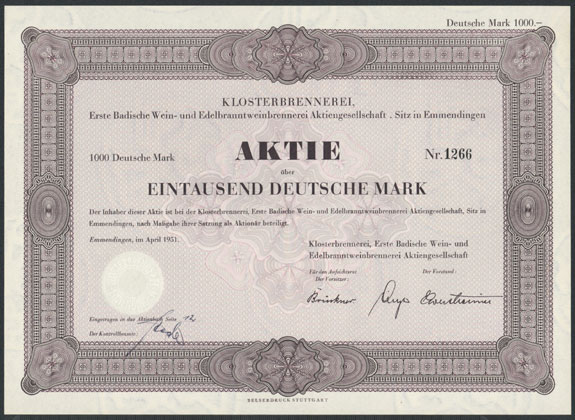 Deutsche Mark 1000.–
KLOSTERBRENNEREI,
Erste Badische Wein- und Edelbranntweinbrennerei Aktiengesellschaft . Sitz in Emmendingen
1000 Deutsche Mark
AKTIE
Nr. 1266
über
EINTAUSEND DEUTSCHE MARK
Der Inhaber dieser Aktie ist bei der Klosterbrennerei, Erste Badische Wein- und Edelbranntweinbrennerei Aktiengesellschaft, Sitz in
Emmendingen, nach Maßgabe ihrer Satzung als Aktionär beteiligt.
Emmendingen, im April 1951.
Klosterbrennerei, Erste Badische Wein- und
Edelbranntweinbrennerei Aktiengesellschaft
Für den Aufsichtsrat
Der Vorsitzer:
Der Vorstand:
Brückner
Eingetragen in das Aktienbuch Seite 12
Der Kontrollbeamte:
BELSERDRUCK STUTTGART